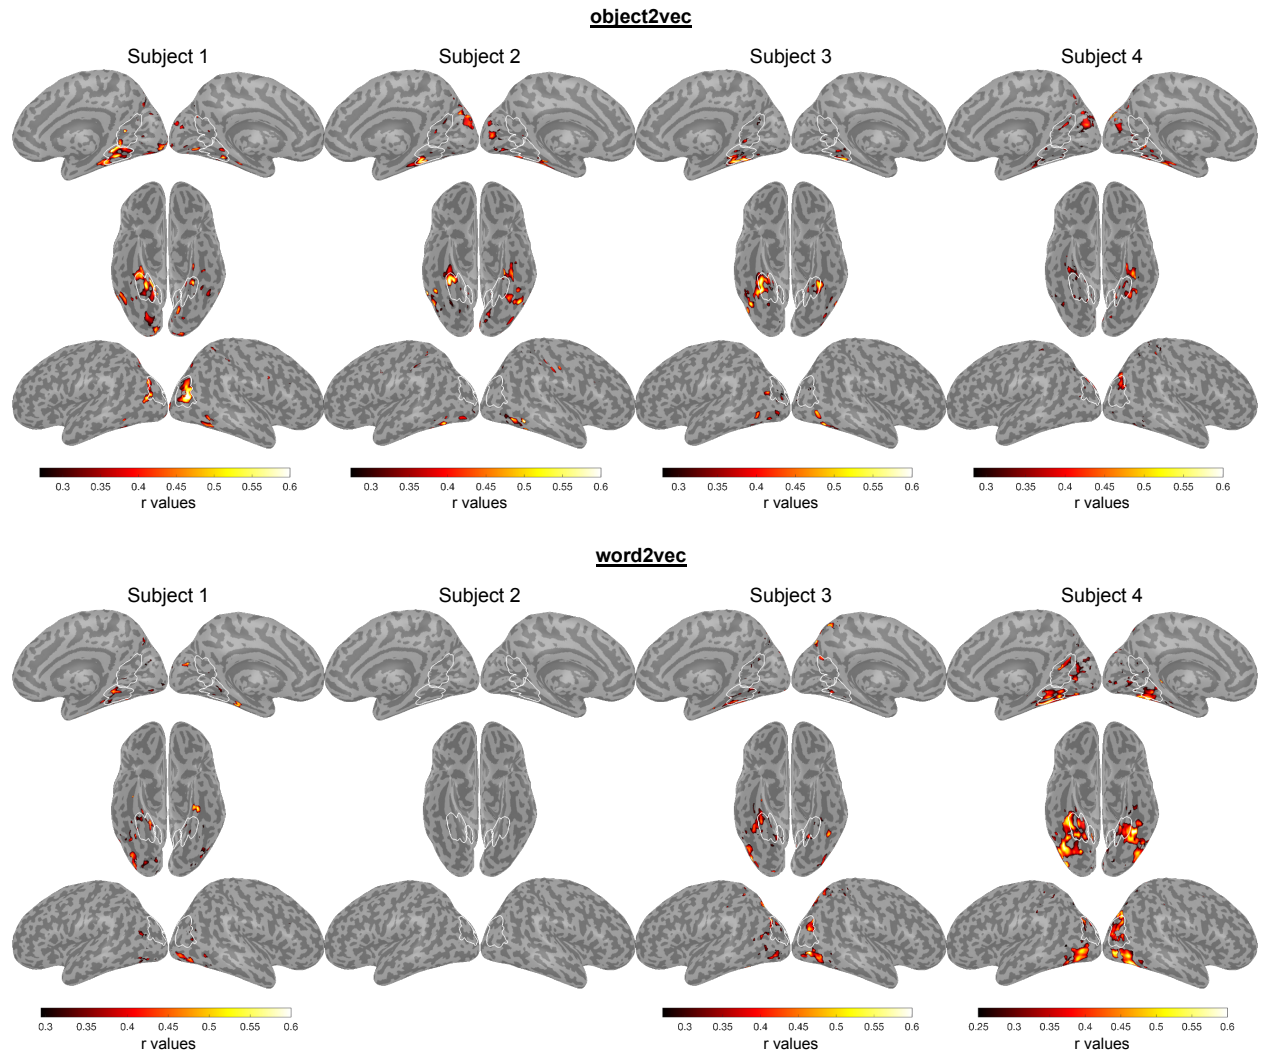 object2vec
Subject 1 Subject 2 Subject 3 Subject 4
0.3 0.35 0.4 0.45 0.5 0.55 0.6 0.3 0.35 0.4 0.45 0.5 0.55 0.6 0.3 0.35 0.4 0.45 0.5 0.55 0.6 0.3 0.35 0.4 0.45 0.5 0.55 0.6
r values r values r values r values
word2vec
Subject 1 Subject 2 Subject 3 Subject 4
0.3 0.35 0.4 0.45 0.5 0.55 0.6 0.3 0.35 0.4 0.45 0.5 0.55 0.6 0.25 0.3 0.35 0.4 0.45 0.5 0.55 0.6
r values r values r values